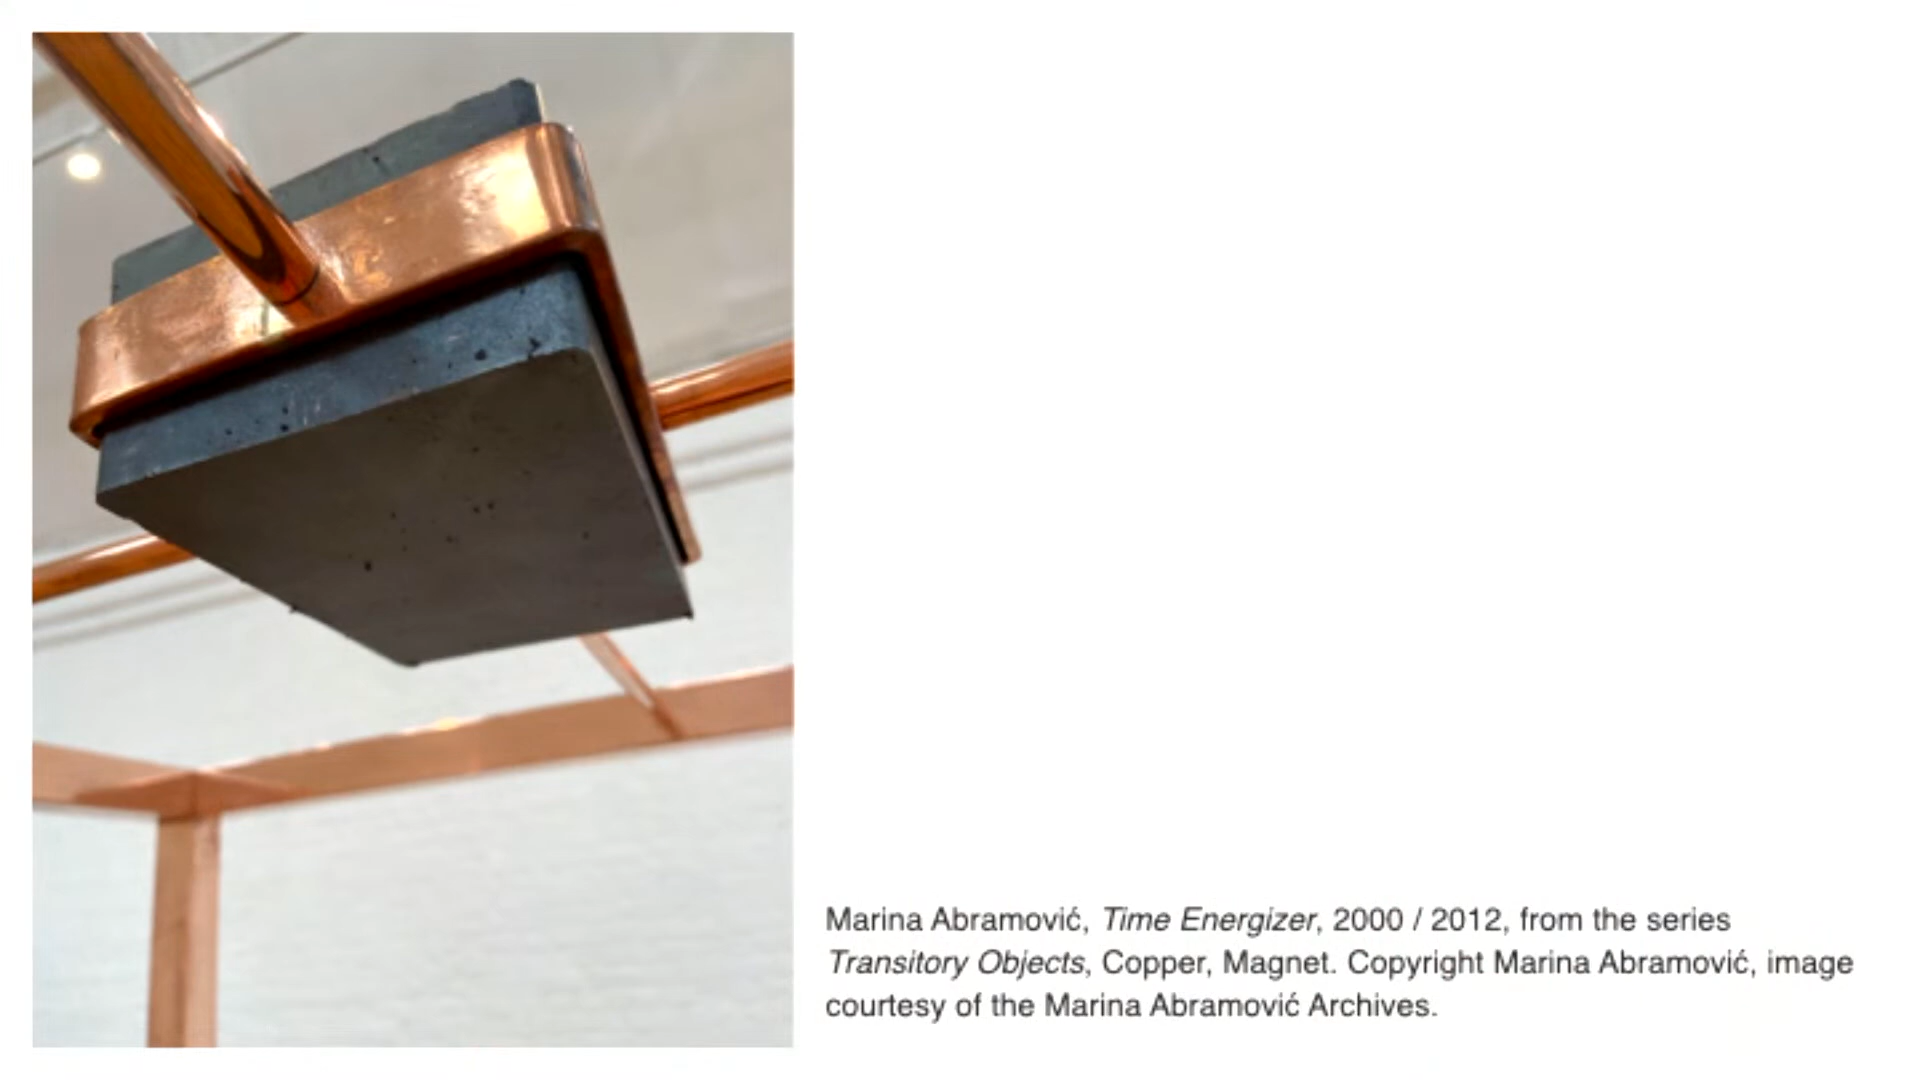 Marina Abramović, Time Energizer, 2000 / 2012, from the series
Transitory Objects, Copper, Magnet. Copyright Marina Abramović, image
courtesy of the Marina Abramović Archives.